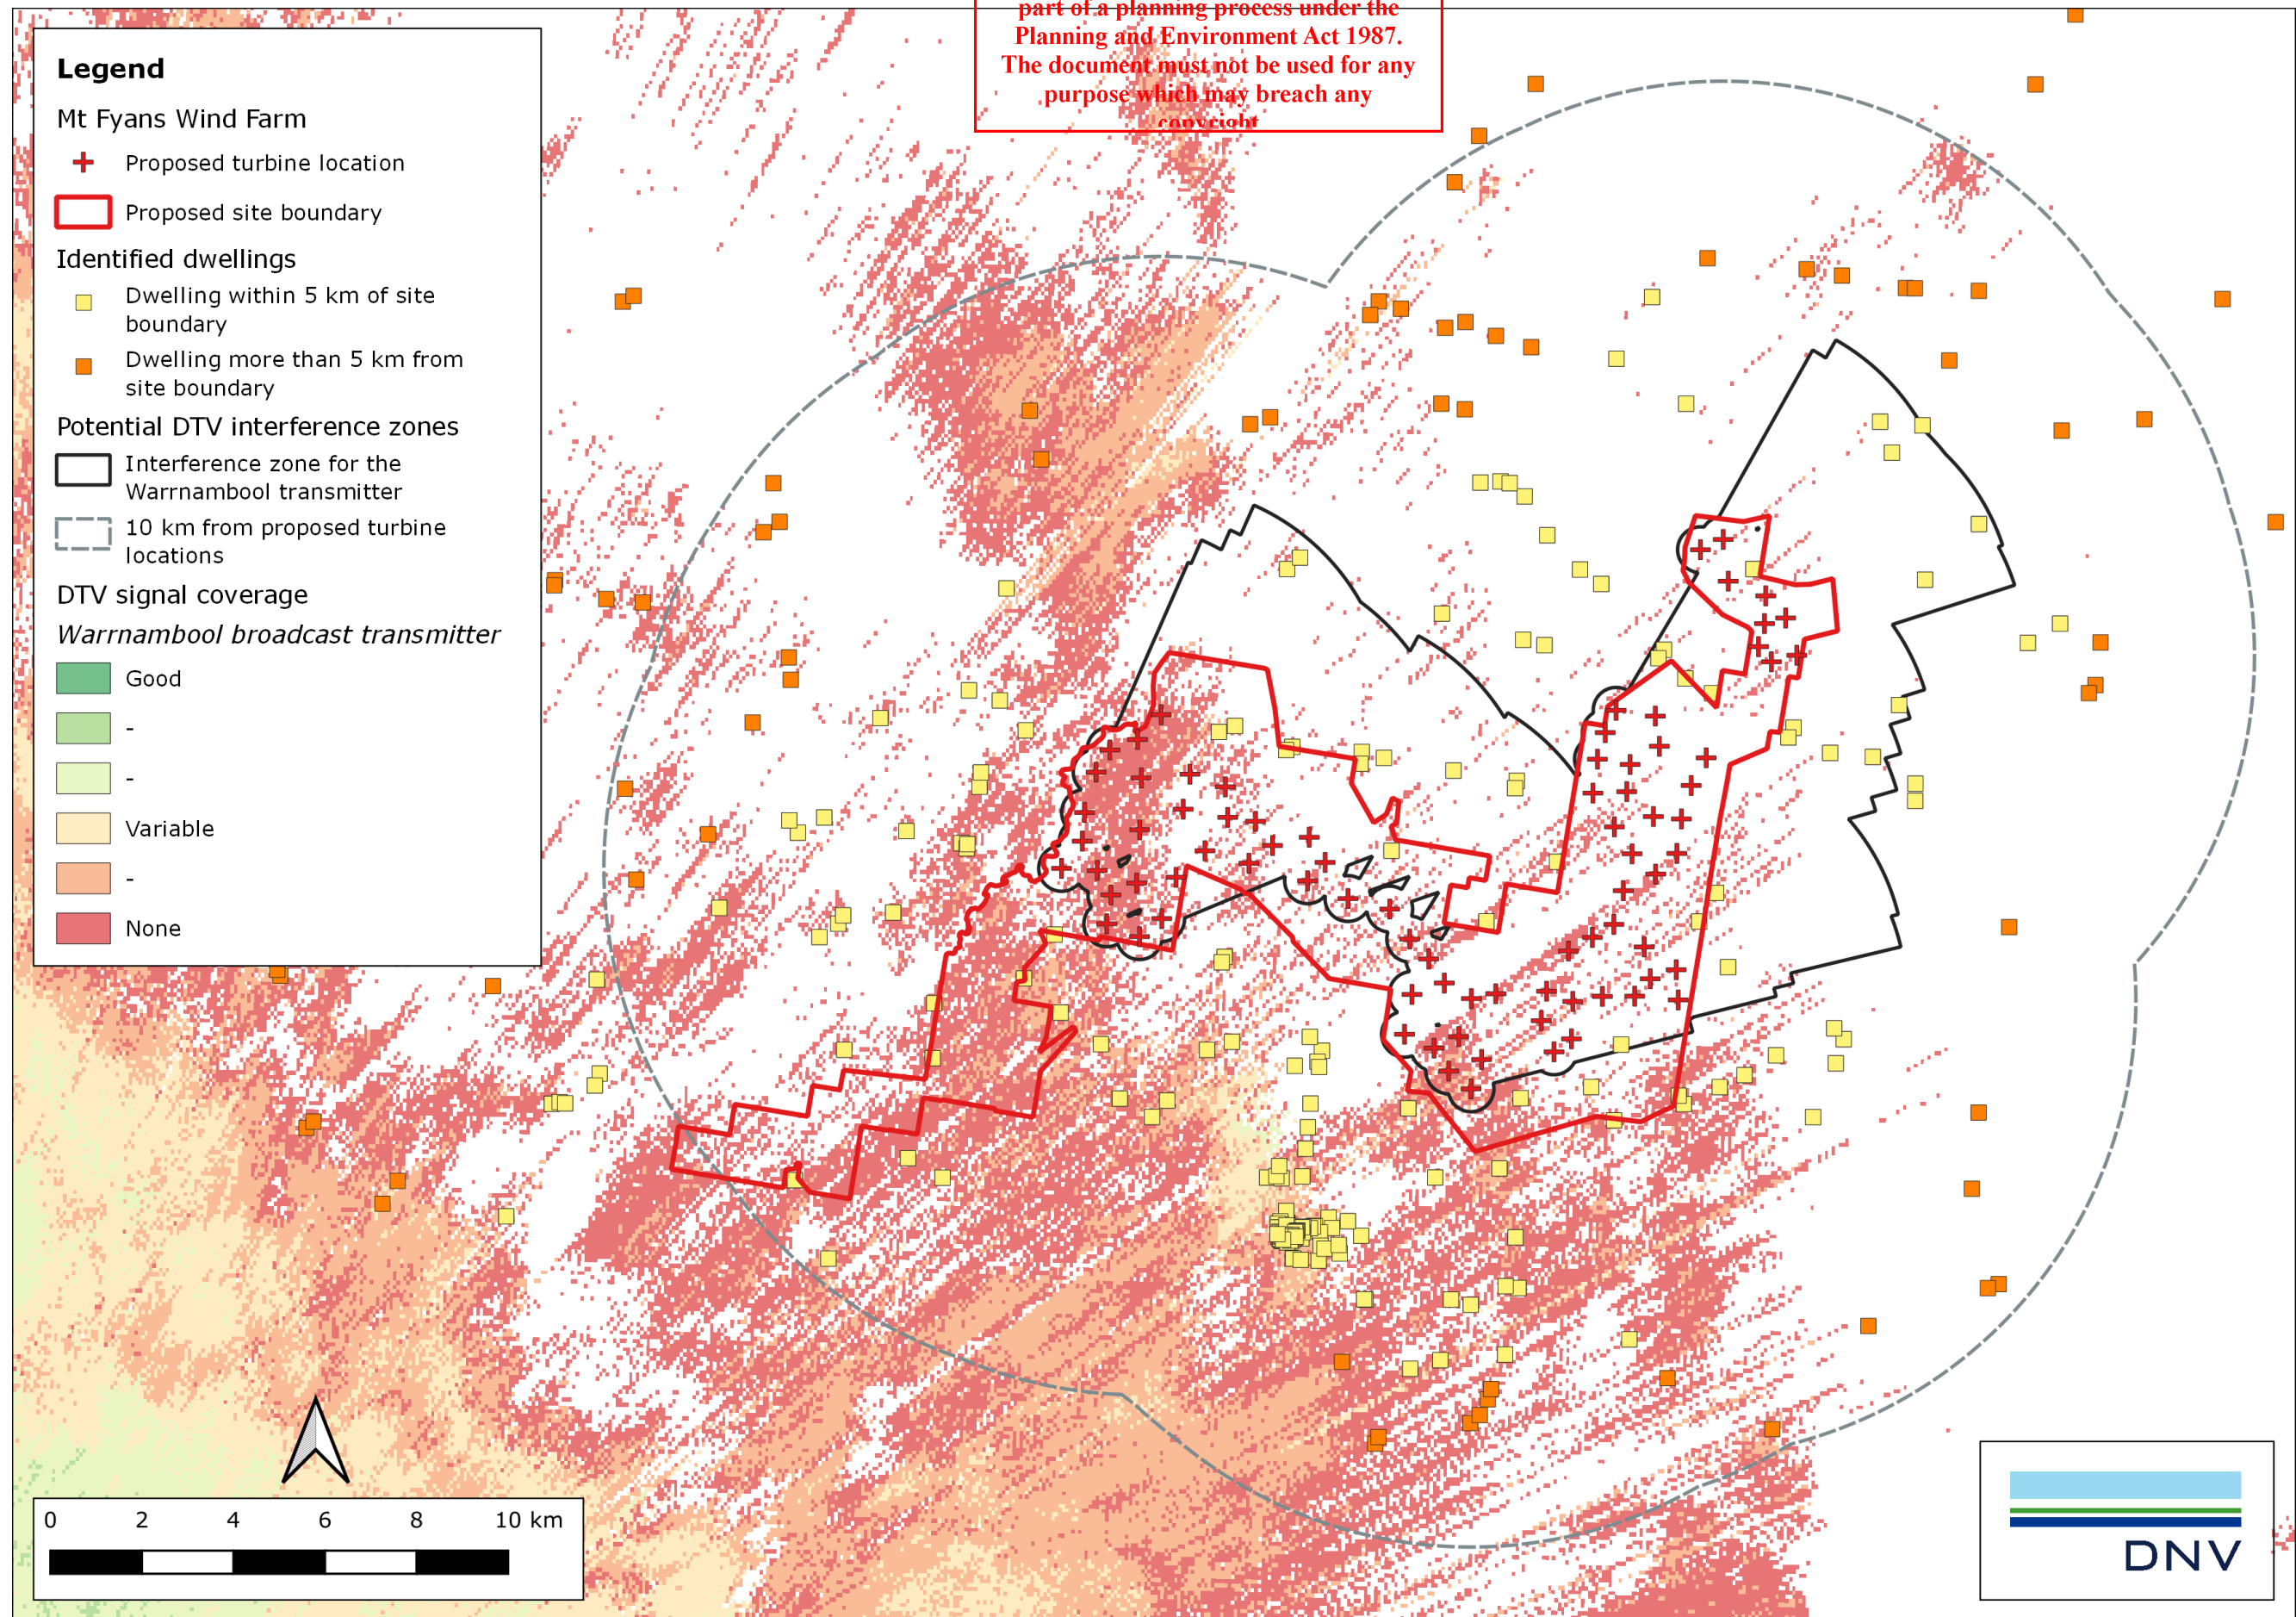 part of a planning process under the
Planning and Environment Act 1987.
The document must not be used for any
purpose which may breach any
copyright
Legend
Mt Fyans Wind Farm
Proposed turbine location
Proposed site boundary
Identified dwellings
Dwelling within 5 km of site
boundary
Dwelling more than 5 km from
site boundary
Potential DTV interference zones
Interference zone for the
Warrnambool transmitter
10 km from proposed turbine
locations
DTV signal coverage
Warrnambool broadcast transmitter
Good
-
-
Variable
-
None
0 2 4 6 8 10 km
DNV